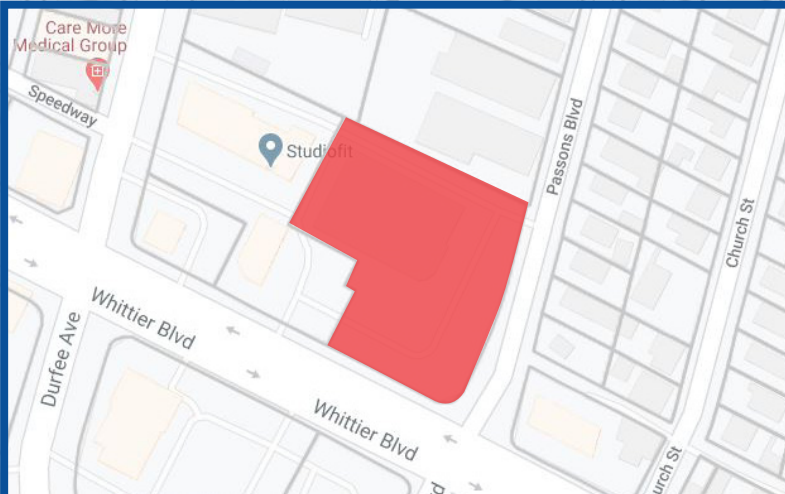 Care More
Medical Group
Speedway
Studiofit
Passons Blvd
Church St
Whittier Blvd
Durfee Ave
Whittier Blvd